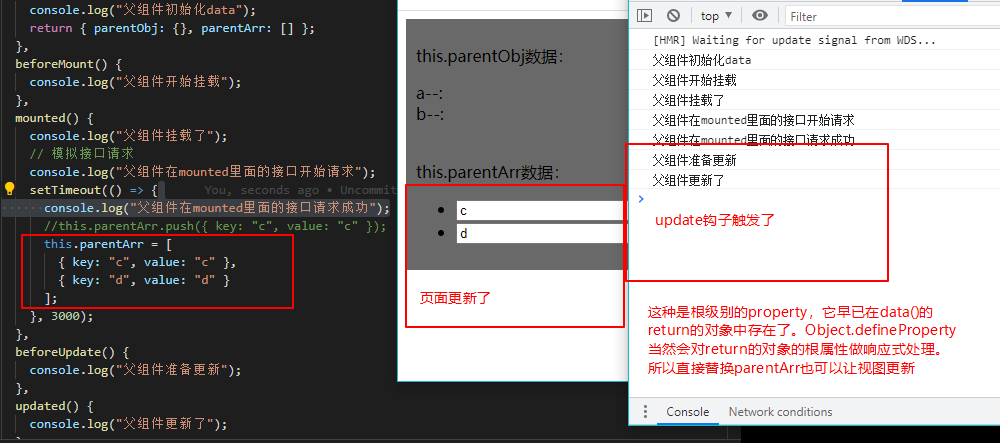 console.log("父组件初始化data");
return { parentObj: {}, parentArr: [] };
},
beforeMount() {
console.log("父组件开始挂载");
},
mounted() {
console.log("父组件挂载了");
// 模拟接口请求
console.log("父组件在mounted里面的接口开始请求");
setTimeout(() => { You, seconds ago • Uncommit
console.log("父组件在mounted里面的接口请求成功");
//this.parentArr.push({ key: "c", value: "c" });
this.parentArr = [
{ key: "c", value: "c" },
{ key: "d", value: "d" }
];
}, 3000);
},
beforeUpdate() {
console.log("父组件准备更新");
},
updated() {
console.log("父组件更新了");
this.parentObj数据：
a--:
b--:
this.parentArr数据：
c
d
页面更新了
top
Filter
[HMR] Waiting for update signal from WDS...
父组件初始化data
父组件开始挂载
父组件挂载了
父组件在mounted里面的接口开始请求
父组件在mounted里面的接口请求成功
父组件准备更新
父组件更新了
update钩子触发了
这种是根级别的property，它早已在data()的
return的对象中存在了。Object.defineProperty
当然会对return的对象的根属性做响应式处理。
所以直接替换parentArr也可以让视图更新
Console
Network conditions